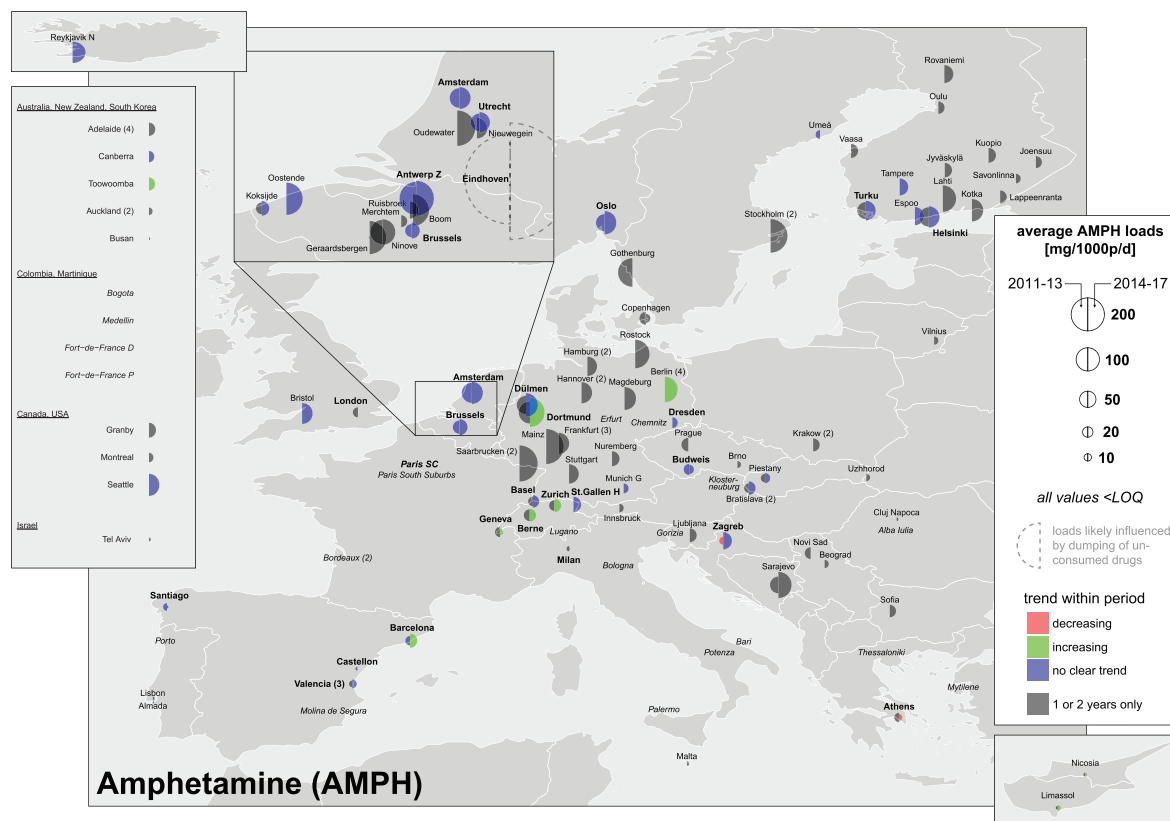 Reykjavik N
Australia, New Zealand, South Korea
Adelaide (4)
Canberra
Toowoomba
Auckland (2)
Busan
Colombia, Martinique
Bogota
Medellin
Fort−de−France D
Fort−de−France P
Canada, USA
Granby
Montreal
Seattle
Israel
Tel Aviv
Amsterdam
Utrecht
Oudewater
Nieuwegein
Eindhoven
Antwerp Z
Oostende
Koksijde
Ruisbroek
Merchtem
Boom
Brussels
Geraardsbergen
Ninove
Rovaniemi
Oulu
Umeå
Vaasa
Kuopio
Joensuu
Jyväskylä
Savonlinna
Tampere
Lahti
Lappeenranta
Turku
Espoo
Kotka
Helsinki
Oslo
Stockholm (2)
Gothenburg
Copenhagen
Vilnius
Rostock
Hamburg (2)
Berlin (4)
Hannover (2)
Magdeburg
Amsterdam
Dülmen
Bristol
London
Brussels
Dortmund
Erfurt
Dresden
Chemnitz
Mainz
Frankfurt (3)
Prague
Krakow (2)
Saarbrucken (2)
Nuremberg
Paris SC
Paris South Suburbs
Stuttgart
Budweis
Brno
Piestany
Uzhhorod
Munich G
Kloster-
neuburg
Bratislava (2)
Basel
Zurich
St.Gallen H
Innsbruck
Geneva
Berne
Lugano
Ljubljana
Gorizia
Zagreb
Cluj Napoca
Alba Iulia
Milan
Bologna
Novi Sad
Beograd
Bordeaux (2)
Sarajevo
Sofia
Santiago
Barcelona
Porto
Bari
Potenza
Thessaloniki
Castellon
Valencia (3)
Lisbon
Almada
Molina de Segura
Palermo
Mytilene
Athens
Malta
Amphetamine (AMPH)
average AMPH loads
[mg/1000p/d]
2011-13
2014-17
200
100
50
20
10
all values <LOQ
loads likely influenced
by dumping of un-
consumed drugs
trend within period
decreasing
increasing
no clear trend
1 or 2 years only
Nicosia
Limassol